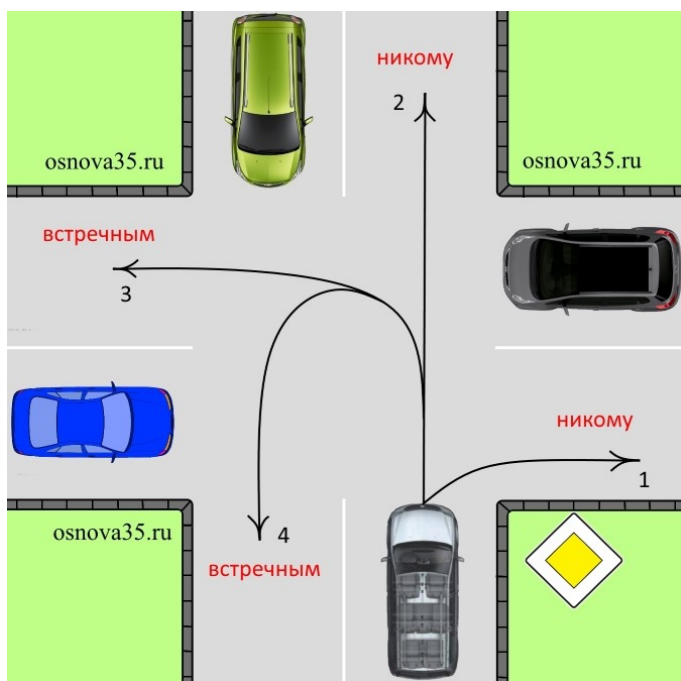 никому
2
osnova35.ru
osnova35.ru
встречным
3
никому
1
osnova35.ru
4
встречным